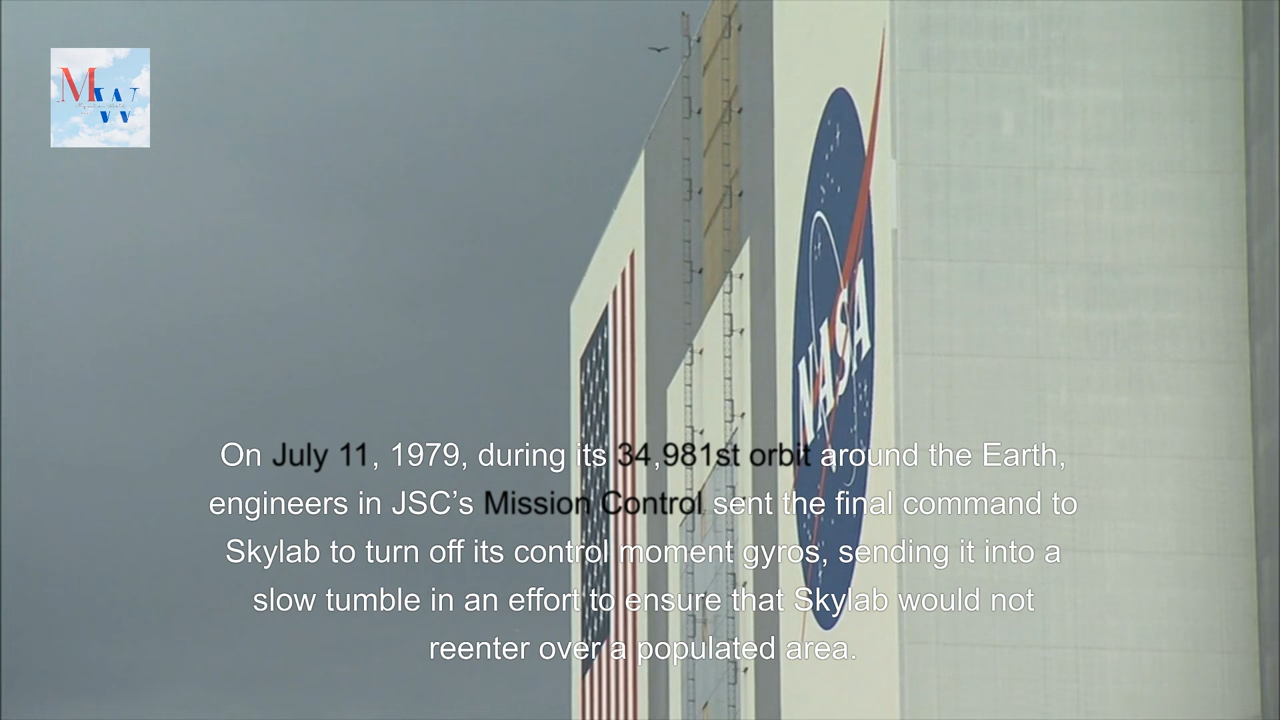 MW
NASA
On July 11, 1979, during its 34,981st orbit around the Earth,
engineers in JSC’s Mission Control sent the final command to
Skylab to turn off its control moment gyros, sending it into a
slow tumble in an effort to ensure that Skylab would not
reenter over a populated area.